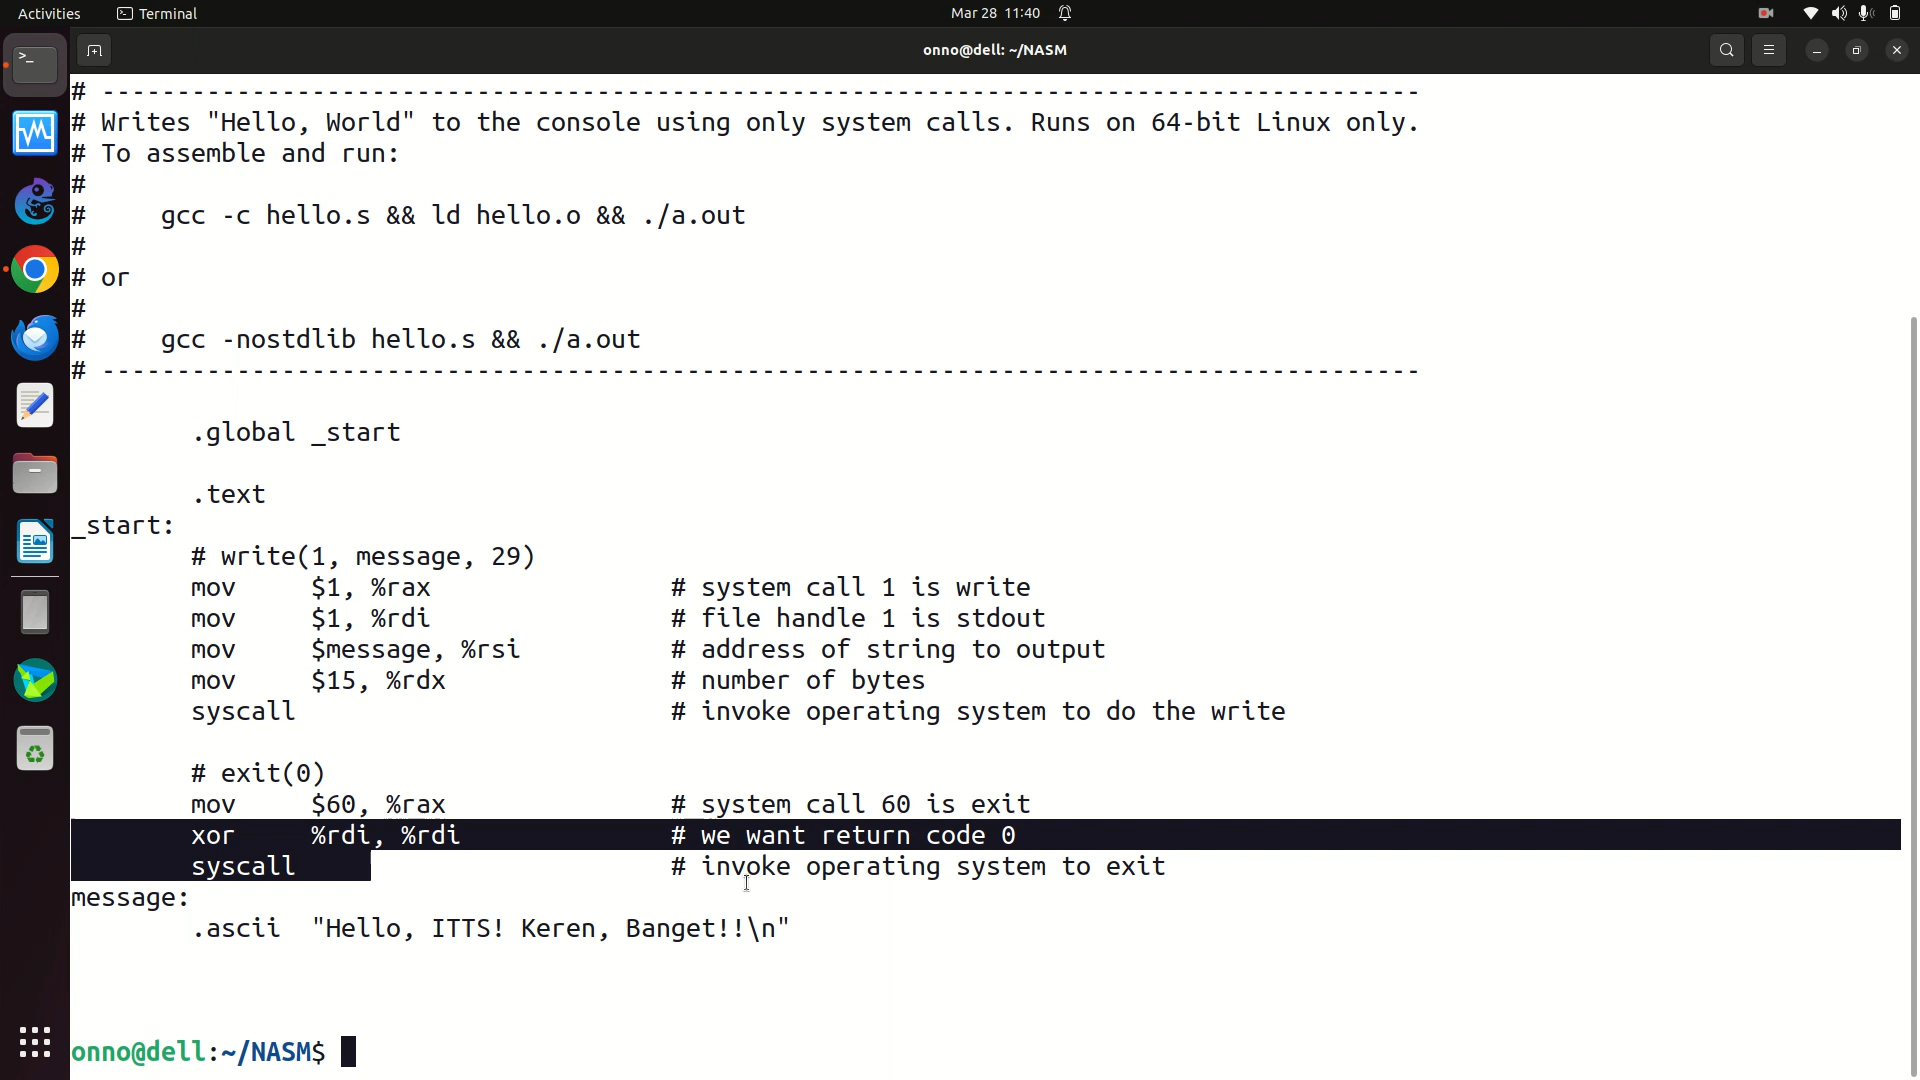 Activities
Terminal
Mar 28 11:40
onno@dell: ~/NASM
# ----------------------------------------------------------------------------------------
# Writes "Hello, World" to the console using only system calls. Runs on 64-bit Linux only.
# To assemble and run:
#
#     gcc -c hello.s && ld hello.o && ./a.out
#
# or
#
#     gcc -nostdlib hello.s && ./a.out
# ----------------------------------------------------------------------------------------
        .global _start
        .text
_start:
        # write(1, message, 29)
        mov     $1, %rax                # system call 1 is write
        mov     $1, %rdi                # file handle 1 is stdout
        mov     $message, %rsi          # address of string to output
        mov     $15, %rdx               # number of bytes
        syscall                         # invoke operating system to do the write
        # exit(0)
        mov     $60, %rax               # system call 60 is exit
        xor     %rdi, %rdi              # we want return code 0
        syscall                         # invoke operating system to exit
message:
        .ascii  "Hello, ITTS! Keren, Banget!!\n"
onno@dell:~/NASM$